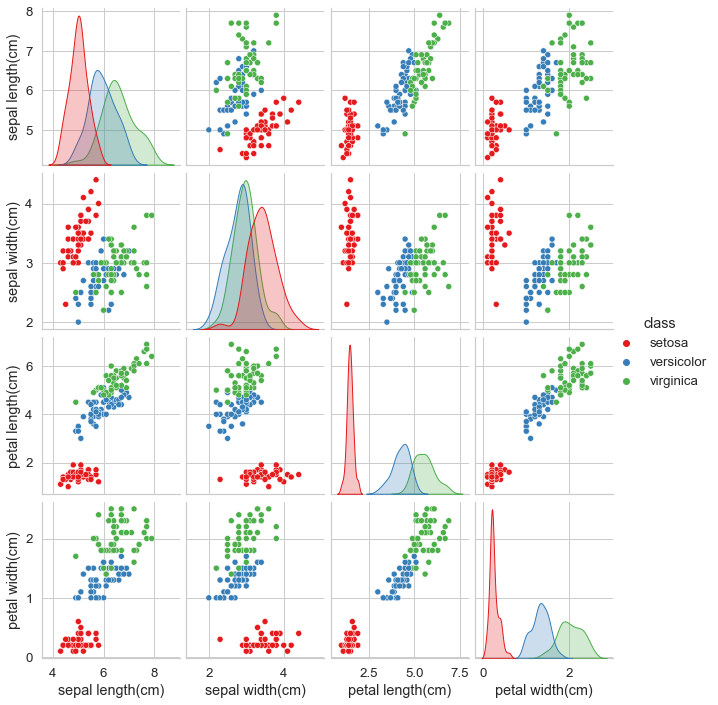 8
7
6
5
sepal length(cm)
4
3
2
sepal width(cm)
6
4
2
petal length(cm)
2
1
0
petal width(cm)
4 6 8
2 4
2.5 5.0 7.5
0 2
sepal length(cm)
sepal width(cm)
petal length(cm)
petal width(cm)
class
setosa
versicolor
virginica